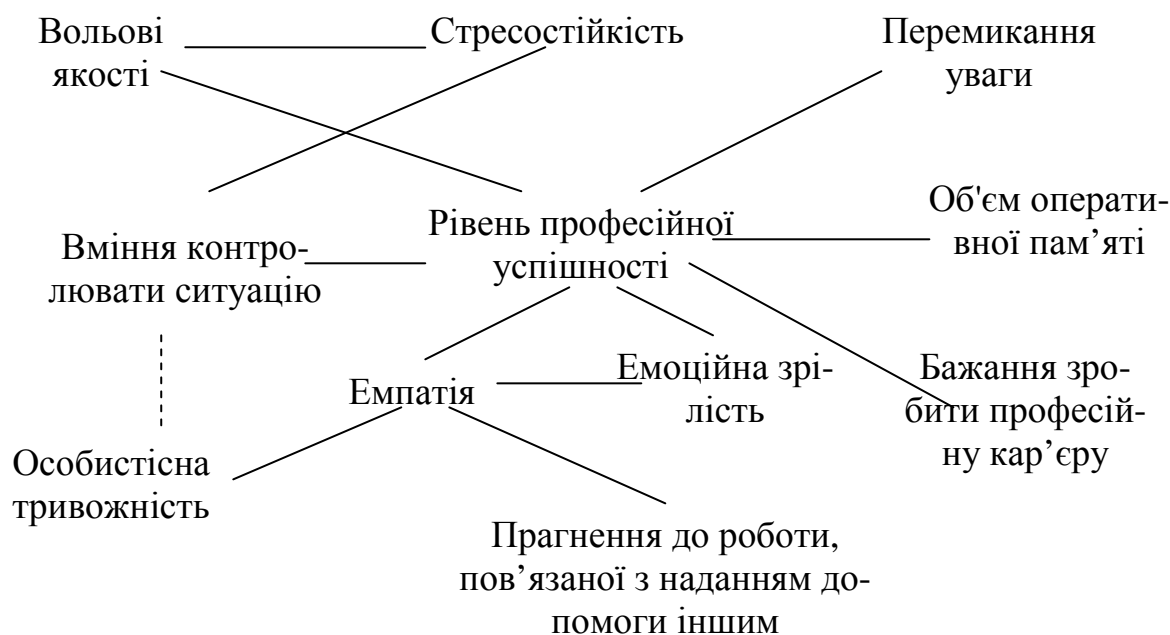 Вольові
якості
Стресостійкість
Перемикання
уваги
Вміння контро-
лювати ситуацію
Рівень професійної
успішності
Об'єм операти-
вної пам’яті
Емпатія
Емоційна зрі-
лість
Бажання зро-
бити професій-
ну кар’єру
Особистісна
тривожність
Прагнення до роботи,
пов’язаної з наданням до-
помоги іншим